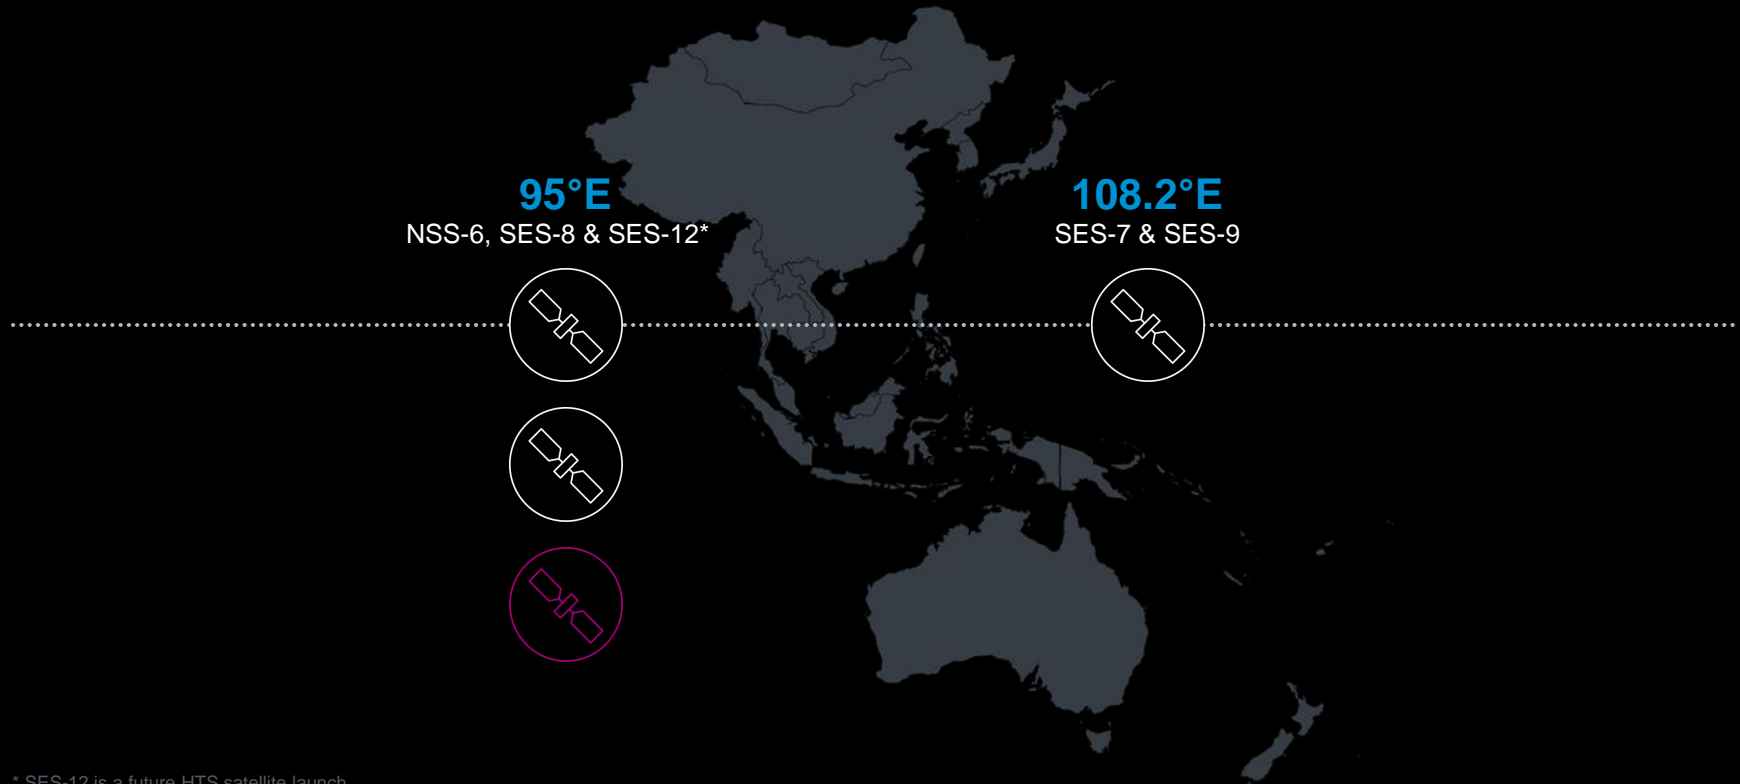 95°E
NSS-6, SES-8 & SES-12*
108.2°E
SES-7 & SES-9
* SES-12 is a future HTS satellite launch